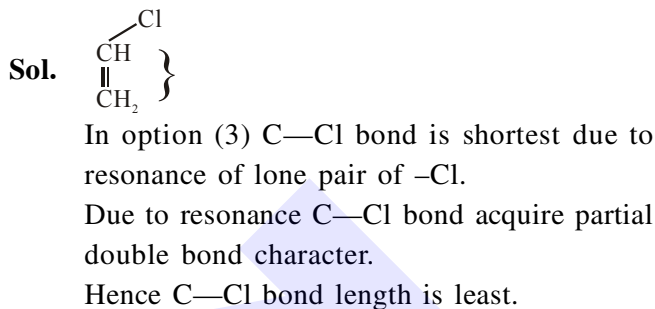 Cl
Sol. CH }
CH₂
In option (3) C—Cl bond is shortest due to
resonance of lone pair of –Cl.
Due to resonance C—Cl bond acquire partial
double bond character.
Hence C—Cl bond length is least.